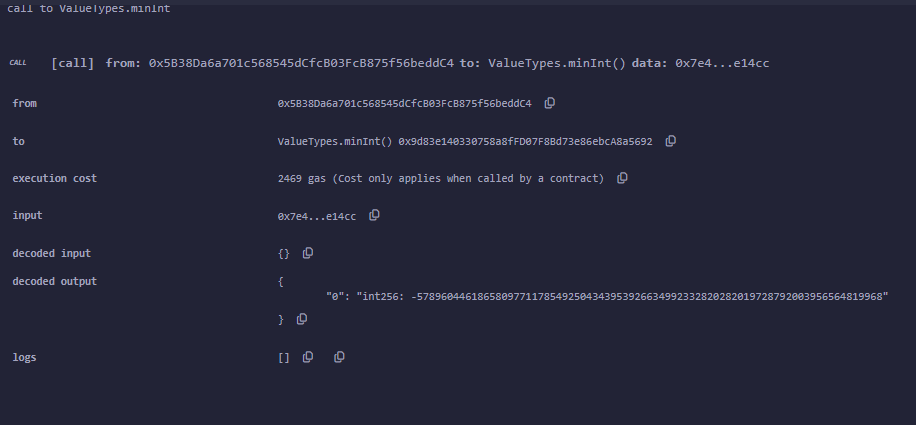 call to ValueTypes.minInt
CALL [call] from: 0x5B38Da6a701c568545dCfcB03FcB875f56beddC4 to: ValueTypes.minInt() data: 0x7e4...e14cc
from 0x5B38Da6a701c568545dCfcB03FcB875f56beddC4
to ValueTypes.minInt() 0x9d83e140330758a8fFD07F8Bd73e86ebcA8a5692
execution cost 2469 gas (Cost only applies when called by a contract)
input 0x7e4...e14cc
decoded input {}
decoded output {
"0": "int256: -57896044618658097711785492504343953926634992332820282019728792003956564819968"
}
logs []